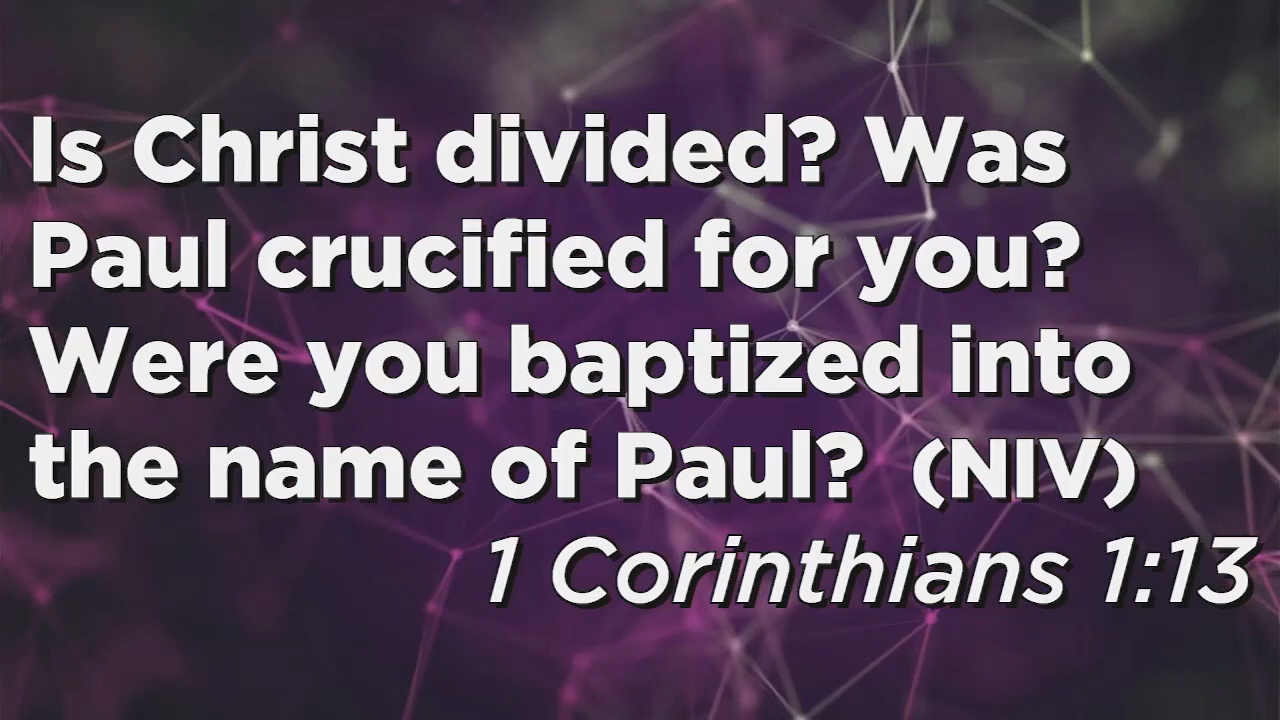 Is Christ divided? Was
Paul crucified for you?
Were you baptized into
the name of Paul?  (NIV)
1 Corinthians 1:13